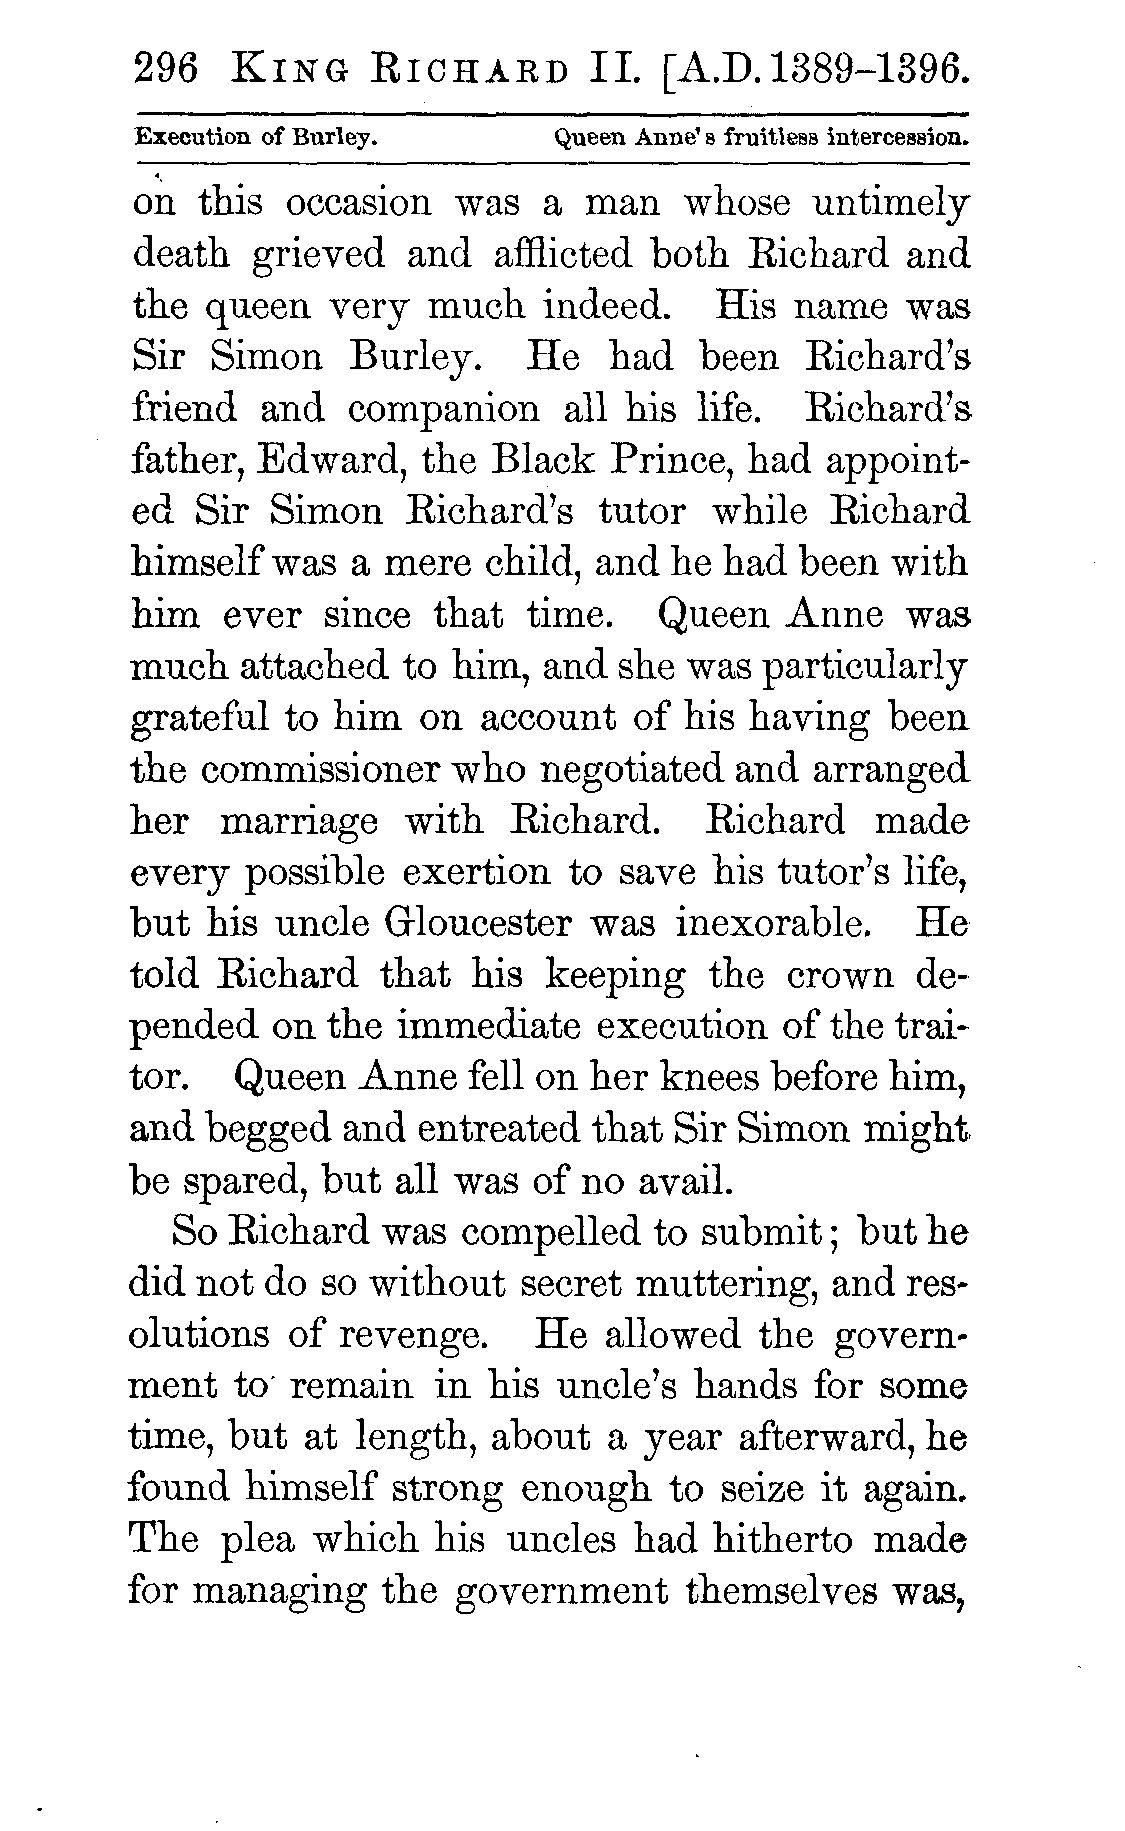 296 KING RICHARD II. [A.D. 1389–1396.
Execution of Burley. Queen Anne's fruitless intercession.
on this occasion was a man whose untimely
death grieved and afflicted both Richard and
the queen very much indeed. His name was
Sir Simon Burley. He had been Richard's
friend and companion all his life. Richard's
father, Edward, the Black Prince, had appoint-
ed Sir Simon Richard's tutor while Richard
himself was a mere child, and he had been with
him ever since that time. Queen Anne was
much attached to him, and she was particularly
grateful to him on account of his having been
the commissioner who negotiated and arranged
her marriage with Richard. Richard made
every possible exertion to save his tutor's life,
but his uncle Gloucester was inexorable. He
told Richard that his keeping the crown de-
pended on the immediate execution of the trai-
tor. Queen Anne fell on her knees before him,
and begged and entreated that Sir Simon might
be spared, but all was of no avail.
So Richard was compelled to submit; but he
did not do so without secret muttering, and res-
olutions of revenge. He allowed the govern-
ment to remain in his uncle's hands for some
time, but at length, about a year afterward, he
found himself strong enough to seize it again.
The plea which his uncles had hitherto made
for managing the government themselves was,